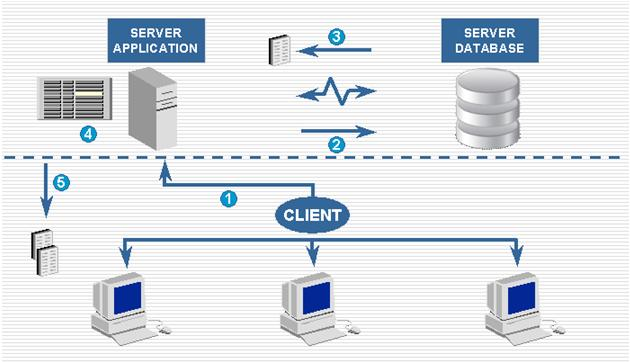 SERVER
APPLICATION
SERVER
DATABASE
3
4
2
5
1
CLIENT